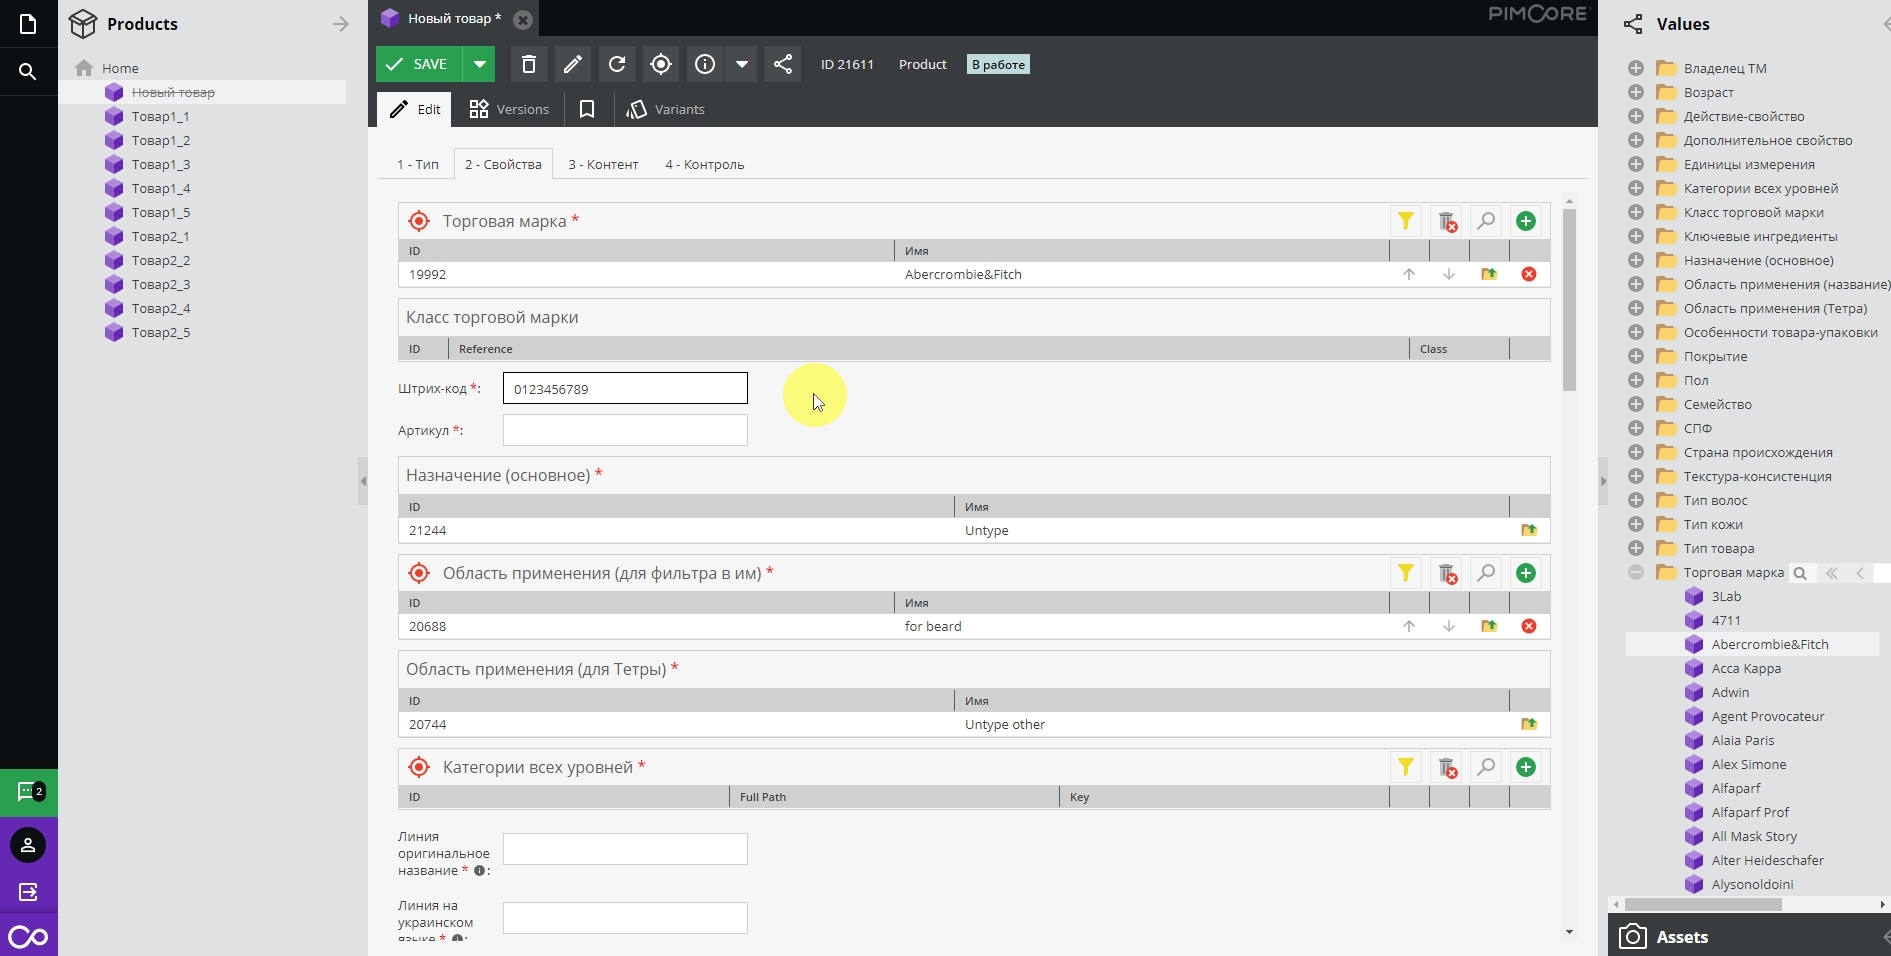 Products
Home
Новый товар
Товар1_1
Товар1_2
Товар1_3
Товар1_4
Товар1_5
Товар2_1
Товар2_2
Товар2_3
Товар2_4
Товар2_5
2
Новый товар *
PIMCORE
SAVE
ID 21611
Product
В работе
Edit
Versions
Variants
1 - Тип
2 - Свойства
3 - Контент
4 - Контроль
Торговая марка *
ID Имя
19992 Abercrombie&Fitch
Класс торговой марки
ID Reference Class
Штрих-код *: 0123456789
Артикул *:
Назначение (основное) *
ID Имя
21244 Untype
Область применения (для фильтра в им) *
ID Имя
20688 for beard
Область применения (для Тетры) *
ID Имя
20744 Untype other
Категории всех уровней *
ID Full Path Key
Линия
оригинальное
название * :
Линия на
украинском
языке * :
Values
Владелец ТМ
Возраст
Действие-свойство
Дополнительное свойство
Единицы измерения
Категории всех уровней
Класс торговой марки
Ключевые ингредиенты
Назначение (основное)
Область применения (название)
Область применения (Тетра)
Особенности товара-упаковки
Покрытие
Пол
Семейство
СПФ
Страна происхождения
Текстура-консистенция
Тип волос
Тип кожи
Тип товара
Торговая марка
3Lab
4711
Abercrombie&Fitch
Acca Kappa
Adwin
Agent Provocateur
Alaia Paris
Alex Simone
Alfaparf
Alfaparf Prof
All Mask Story
Alter Heideschafer
Alysonoldoini
Assets